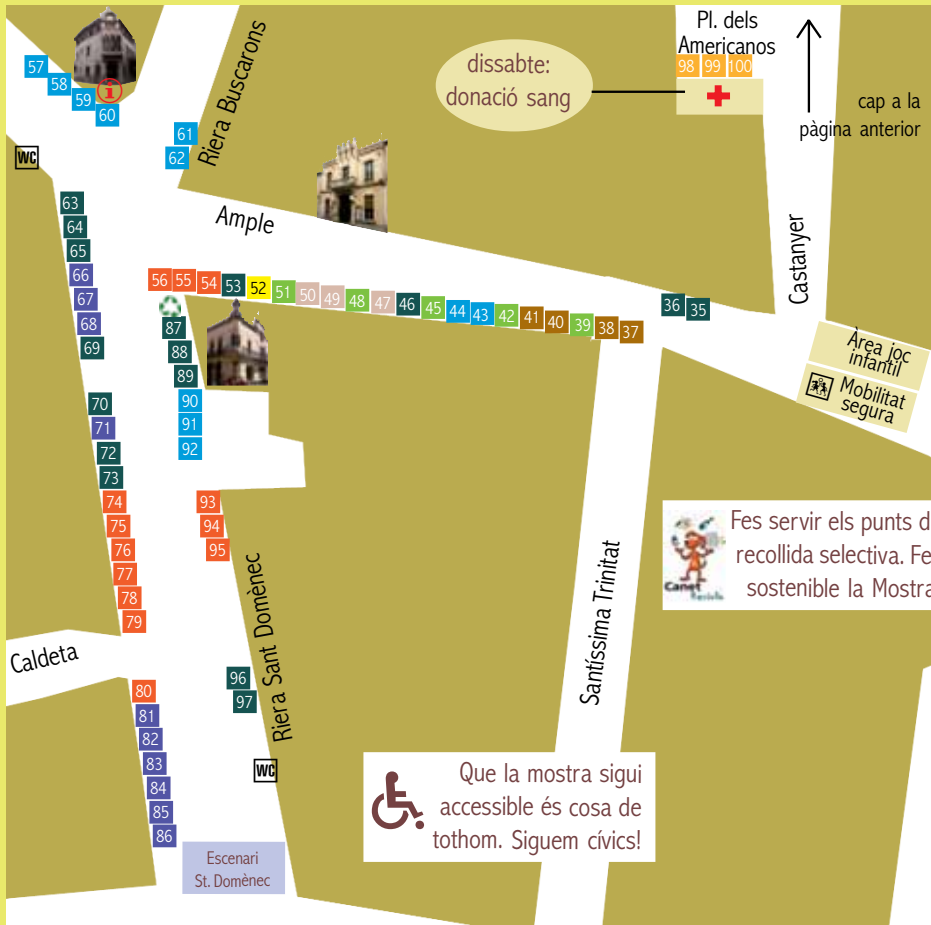 Pl. dels
Americanos
98 99 100
dissabte:
donació sang
cap a la
pàgina anterior
57
58
59
60
i
WC
61
62
Riera Buscarons
Ample
Castanyer
63
64
65
66
67
68
69
70
71
72
73
74
75
76
77
78
79
56 55 54 53 52 51 50 49 48 47 46 45 44 43 42 41 40 39 38 37
36 35
87
88
89
90
91
92
93
94
95
Àrea joc
infantil
Mobilitat
segura
Canet
Fes servir els punts d
recollida selectiva. Fe
sostenible la Mostra
Riera Sant Domènec
Santíssima Trinitat
Caldeta
96
97
80
81
82
83
84
85
86
WC
Que la mostra sigui
accessible és cosa de
tothom. Siguem cívics!
Escenari
St. Domènec